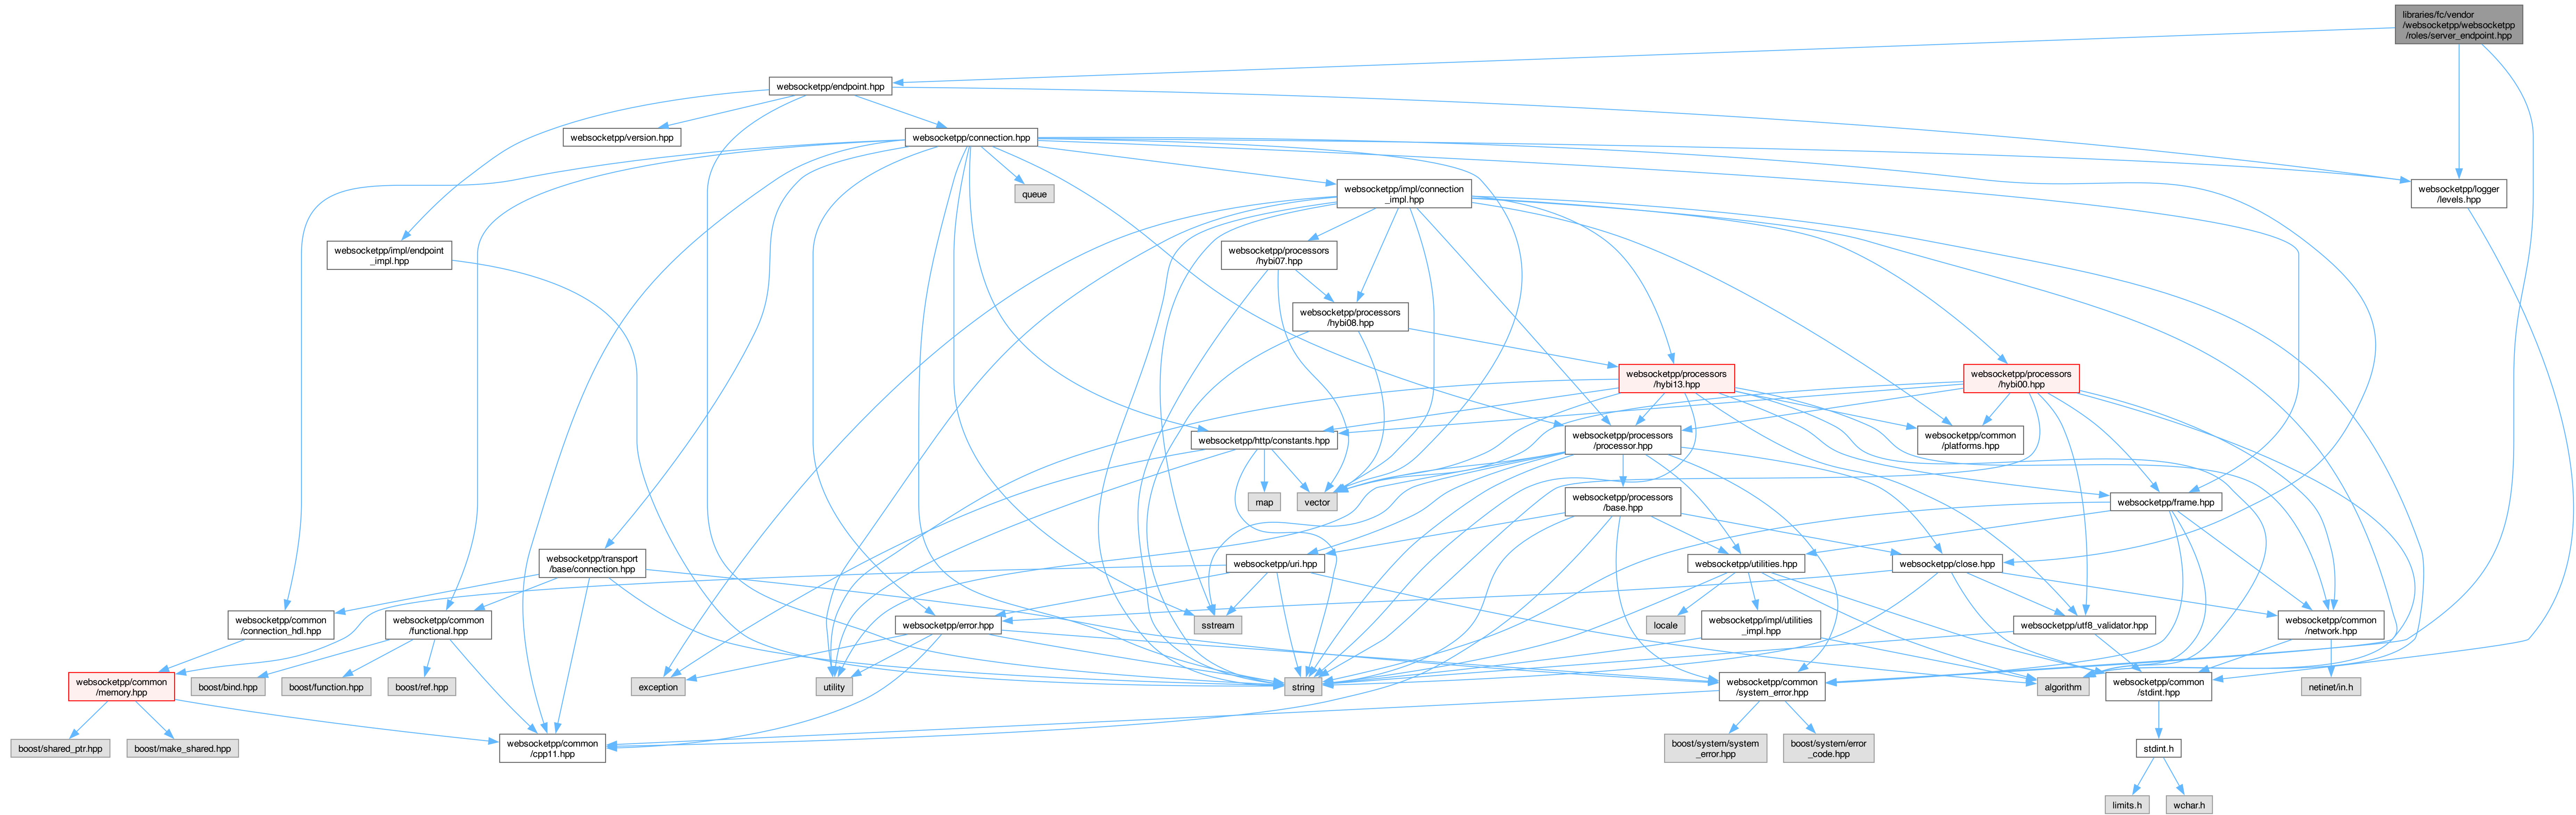 libraries/fc/vendor
/websocketpp/websocketpp
/roles/server_endpoint.hpp
websocketpp/endpoint.hpp
websocketpp/version.hpp
websocketpp/connection.hpp
queue
websocketpp/impl/connection
_impl.hpp
websocketpp/logger
/levels.hpp
websocketpp/impl/endpoint
_impl.hpp
websocketpp/processors
/hybi07.hpp
websocketpp/processors
/hybi08.hpp
websocketpp/processors
/hybi13.hpp
websocketpp/processors
/hybi00.hpp
websocketpp/http/constants.hpp
websocketpp/processors
/processor.hpp
websocketpp/common
/platforms.hpp
map
vector
websocketpp/processors
/base.hpp
websocketpp/frame.hpp
websocketpp/transport
/base/connection.hpp
websocketpp/uri.hpp
websocketpp/utilities.hpp
websocketpp/close.hpp
websocketpp/common
/connection_hdl.hpp
websocketpp/common
/functional.hpp
websocketpp/error.hpp
sstream
locale
websocketpp/impl/utilities
_impl.hpp
websocketpp/utf8_validator.hpp
websocketpp/common
/network.hpp
websocketpp/common
/memory.hpp
boost/bind.hpp
boost/function.hpp
boost/ref.hpp
exception
utility
string
websocketpp/common
/system_error.hpp
algorithm
websocketpp/common
/stdint.hpp
netinet/in.h
boost/shared_ptr.hpp
boost/make_shared.hpp
websocketpp/common
/cpp11.hpp
boost/system/system
_error.hpp
boost/system/error
_code.hpp
stdint.h
limits.h
wchar.h